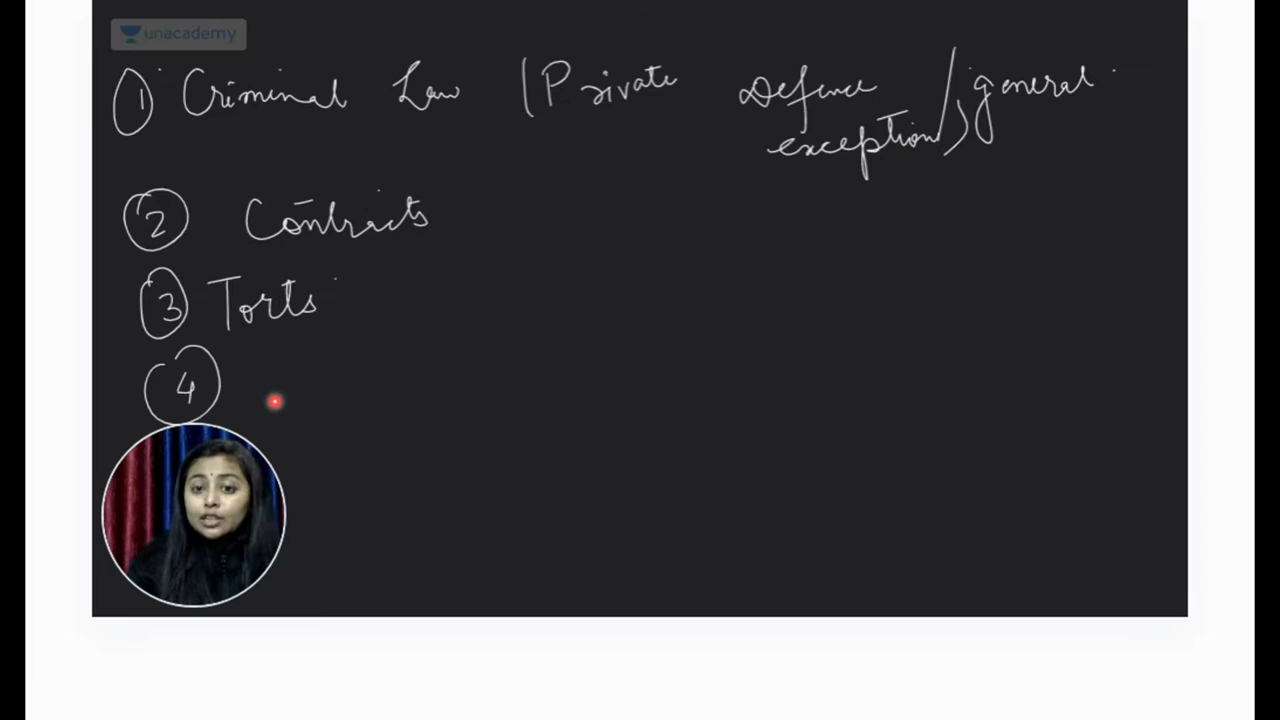 unacademy
① Criminal Law (Private Defence / general
exception)
② Contracts
③ Torts
④